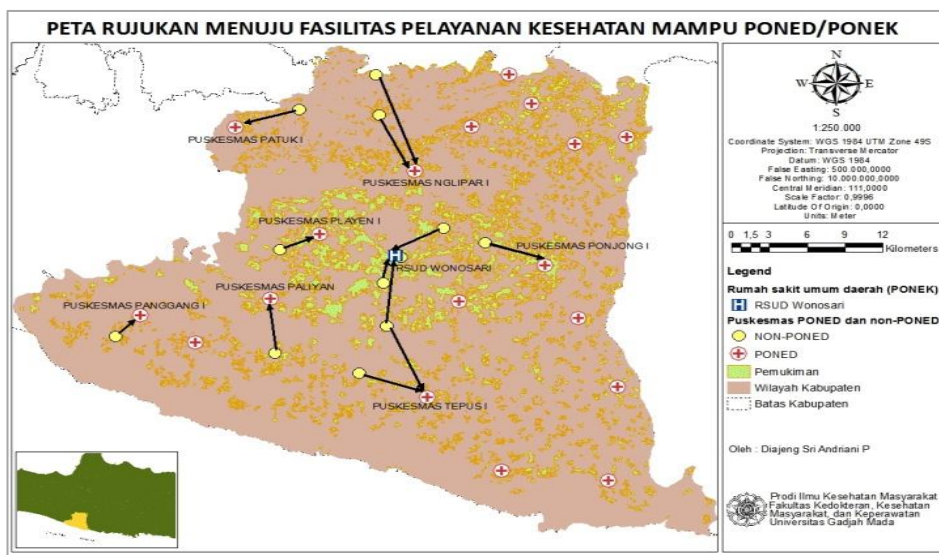 PETA RUJUKAN MENUJU FASILITAS PELAYANAN KESEHATAN MAMPU PONED/PONEK
PUSKESMAS PATUK I
PUSKESMAS NGLIPAR I
PUSKESMAS PLAYEN I
PUSKESMAS PONJONG I
RSUD WONOSARI
PUSKESMAS PALIYAN
PUSKESMAS PANGGANG I
PUSKESMAS TEPUS I
N
W E
S
1:250.000
Coordinate System: WGS 1984 UTM Zone 49S
Projection: Transverse Mercator
Datum: WGS 1984
False Easting: 500.000,0000
False Northing: 10.000.000,0000
Central Meridian: 111,0000
Scale Factor: 0,9996
Latitude Of Origin: 0,0000
Units: Meter
0 1,5 3 6 9 12
Kilometers
Legend
Rumah sakit umum daerah (PONEK)
H RSUD Wonosari
Puskesmas PONED dan non-PONED
NON-PONED
PONED
Pemukiman
Wilayah Kabupaten
Batas Kabupaten
Oleh : Diajeng Sri Andriani P
Prodi Ilmu Kesehatan Masyarakat
Fakultas Kedokteran, Kesehatan
Masyarakat, dan Keperawatan
Universitas Gadjah Mada